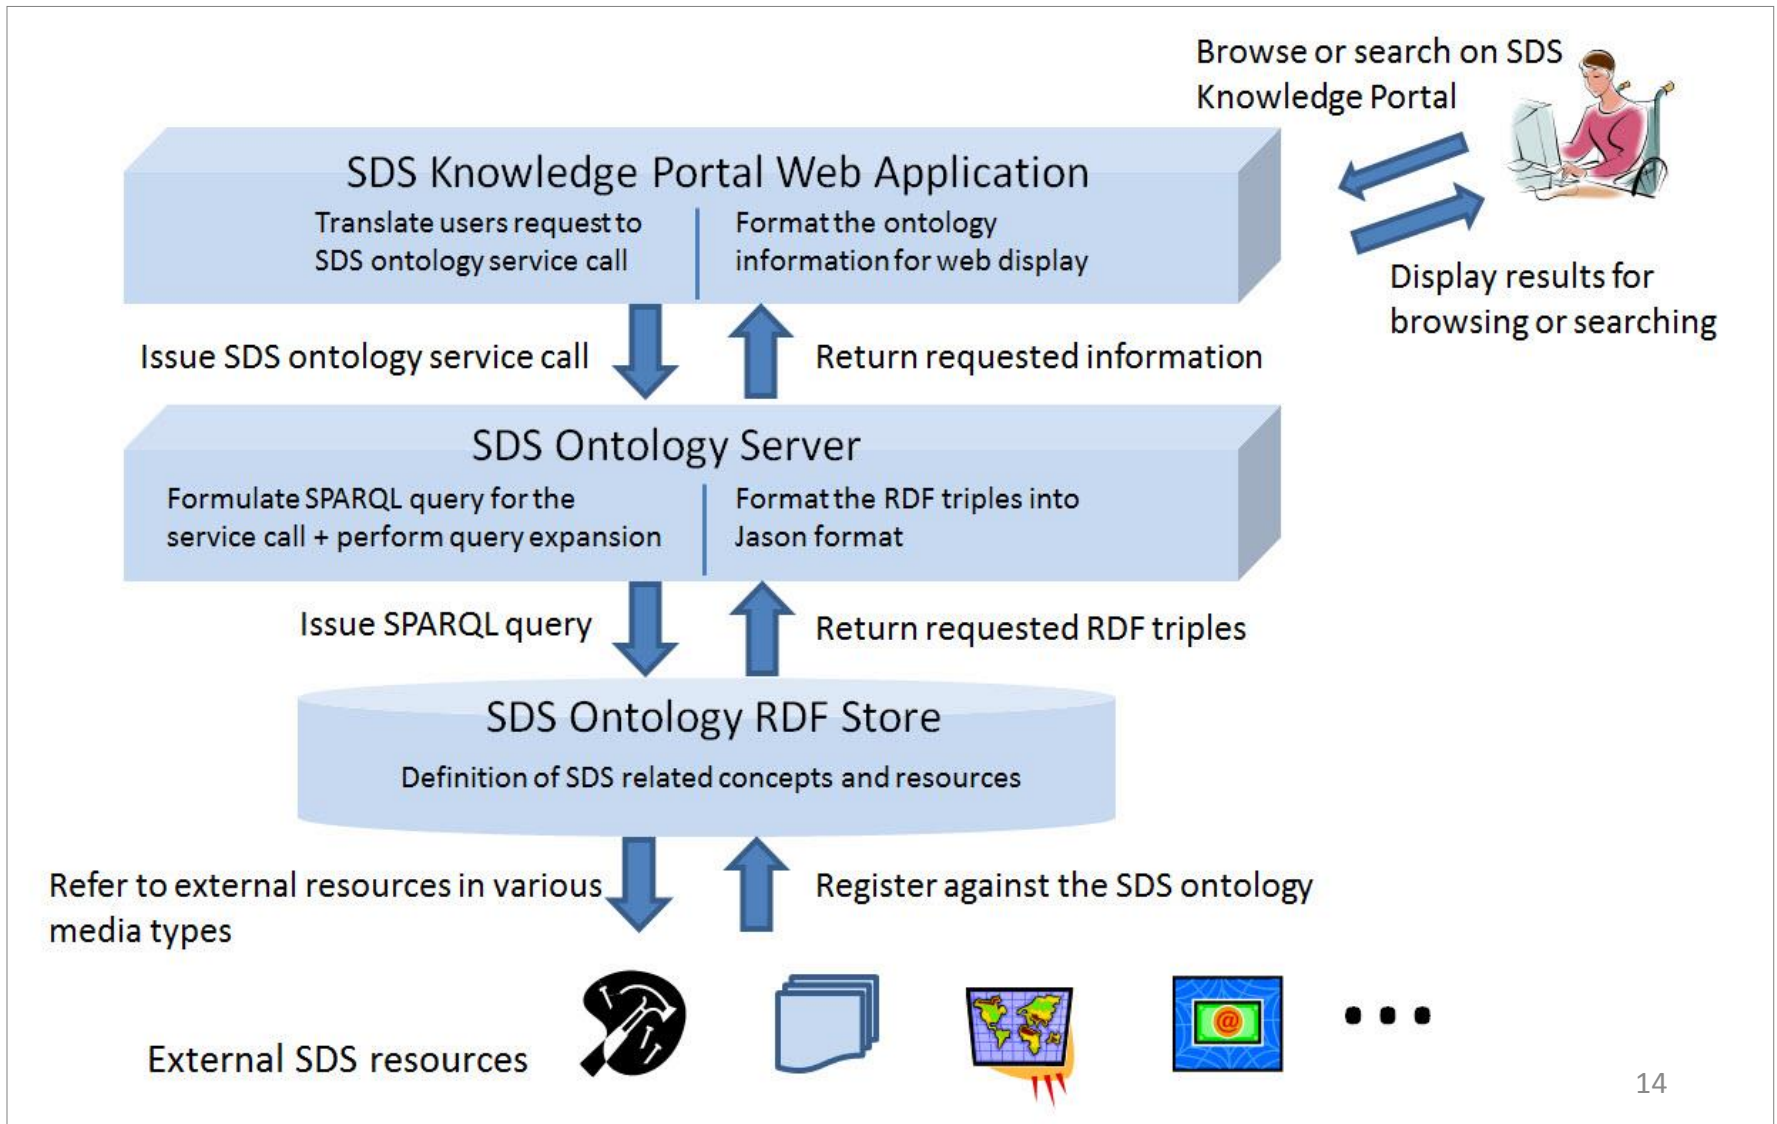 Browse or search on SDS
Knowledge Portal
SDS Knowledge Portal Web Application
Translate users request to
SDS ontology service call
Format the ontology
information for web display
Display results for
browsing or searching
Issue SDS ontology service call
Return requested information
SDS Ontology Server
Formulate SPARQL query for the
service call + perform query expansion
Format the RDF triples into
Jason format
Issue SPARQL query
Return requested RDF triples
SDS Ontology RDF Store
Definition of SDS related concepts and resources
Refer to external resources in various
media types
Register against the SDS ontology
External SDS resources
@
...
14